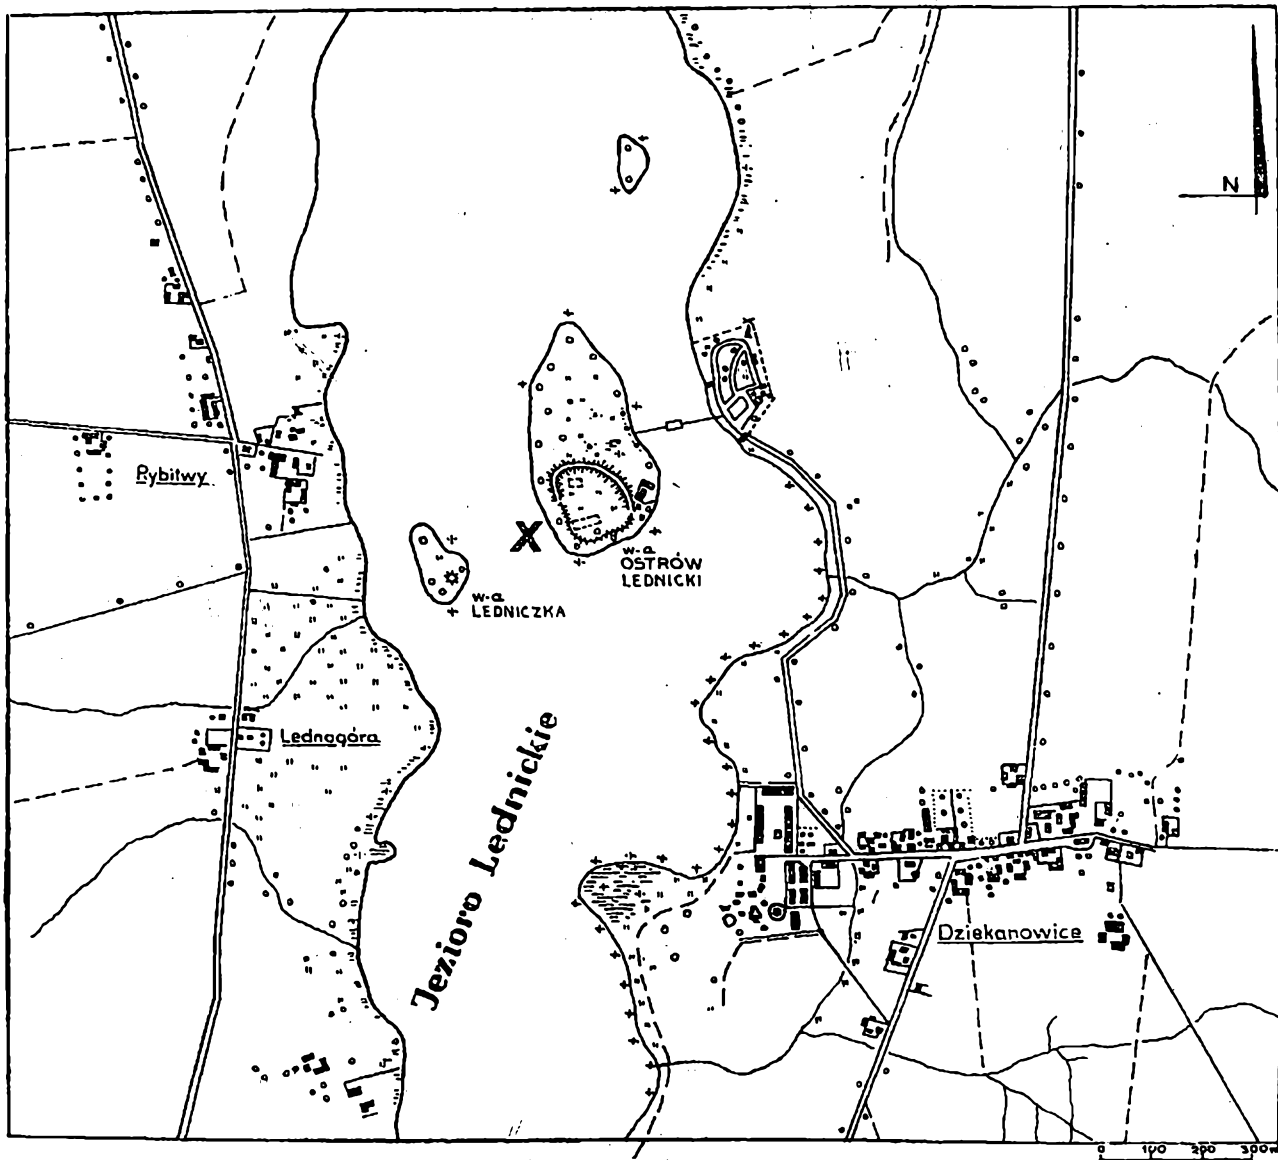 N
Rybitwy
X
w-a
OSTRÓW
LEDNICKI
w-a
LEDNICZKA
Lednogóra
Jezioro Lednickie
Dziekanowice
0 100 200 300m